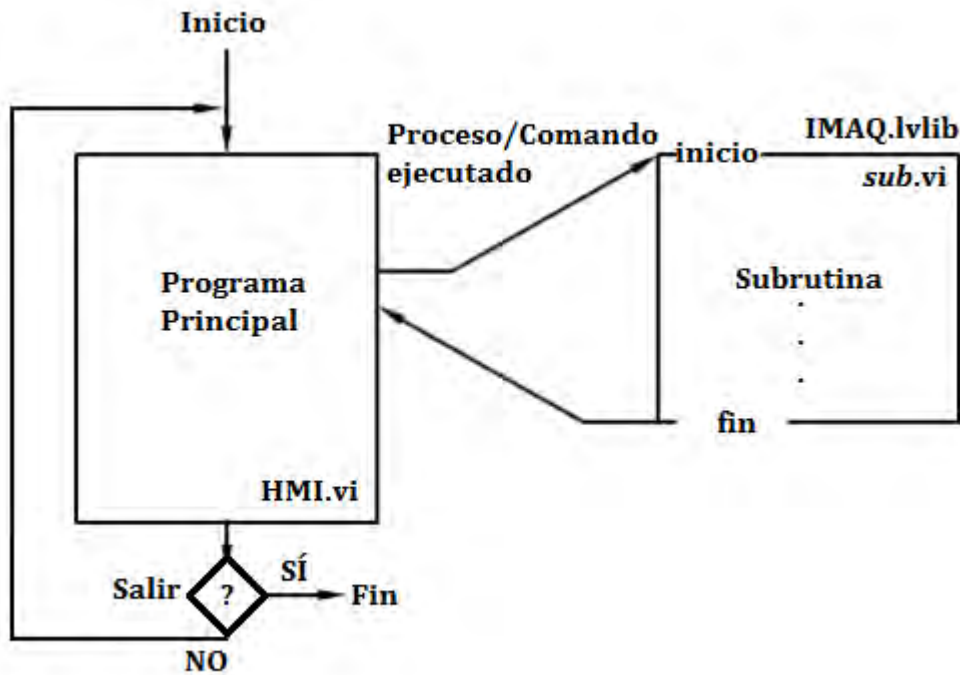 Inicio
Proceso/Comando
ejecutado
IMAQ.lvlib
inicio
sub.vi
Programa
Principal
Subrutina
.
.
.
fin
HMI.vi
Salir
?
SÍ
Fin
NO